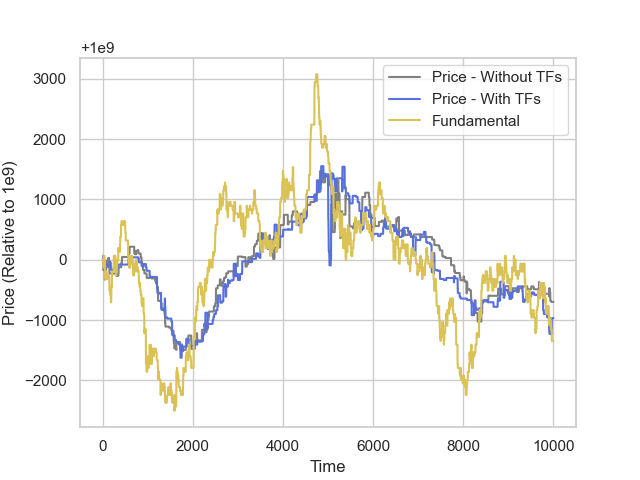 +1e9
3000
2000
1000
0
−1000
−2000
Price (Relative to 1e9)
Price - Without TFs
Price - With TFs
Fundamental
0 2000 4000 6000 8000 10000
Time